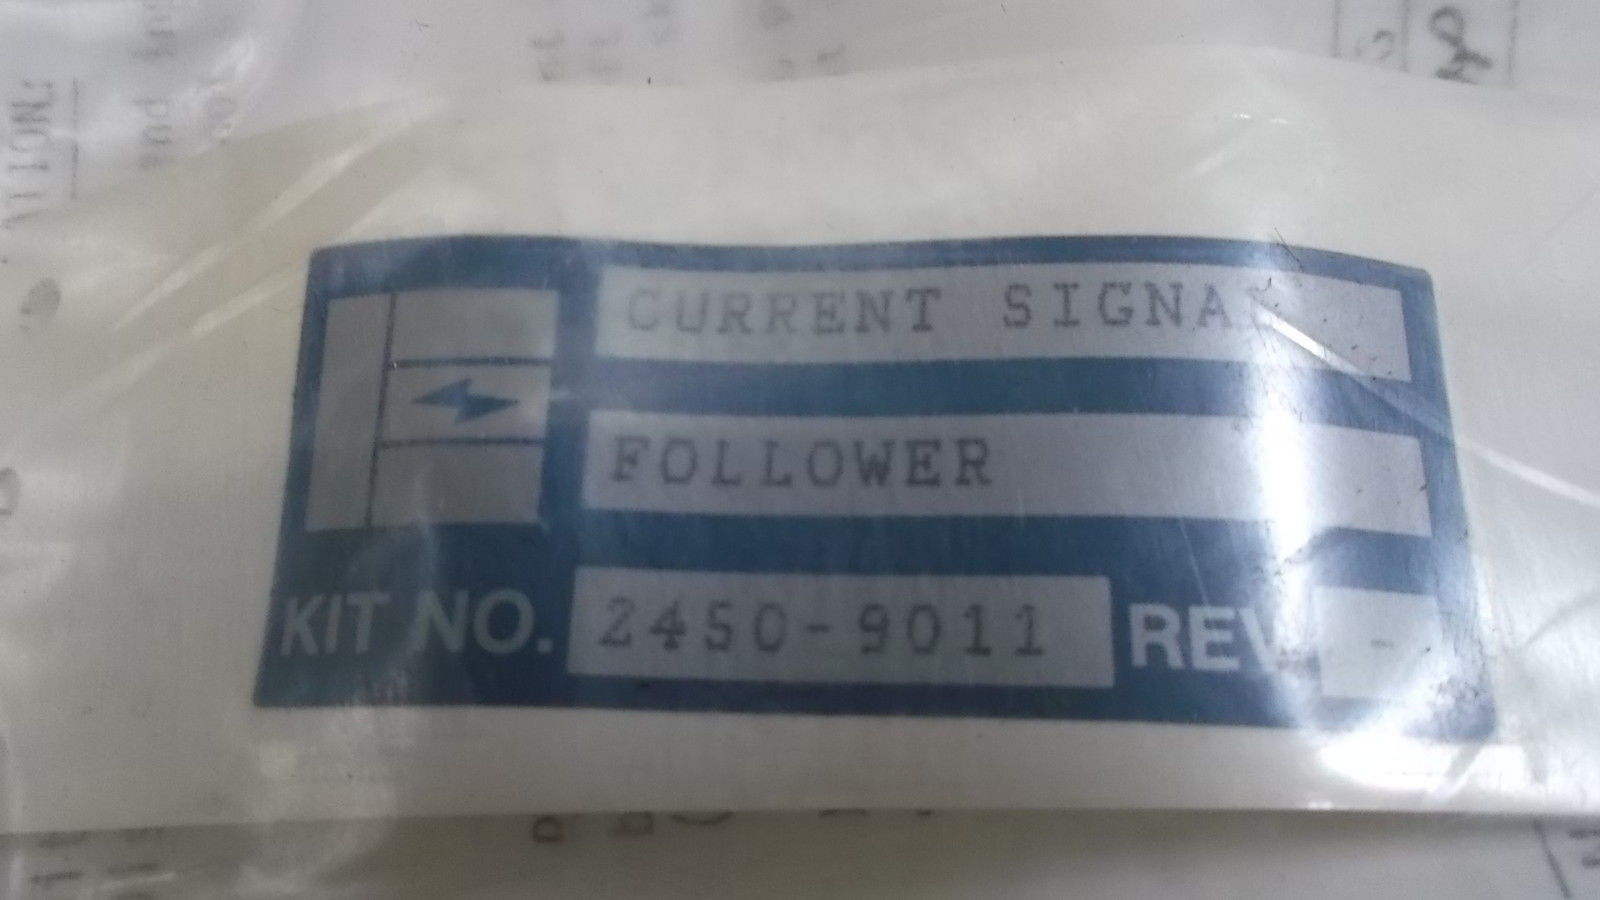 CURRENT SIGNAL
FOLLOWER
KIT NO. 2450-9011 REV -